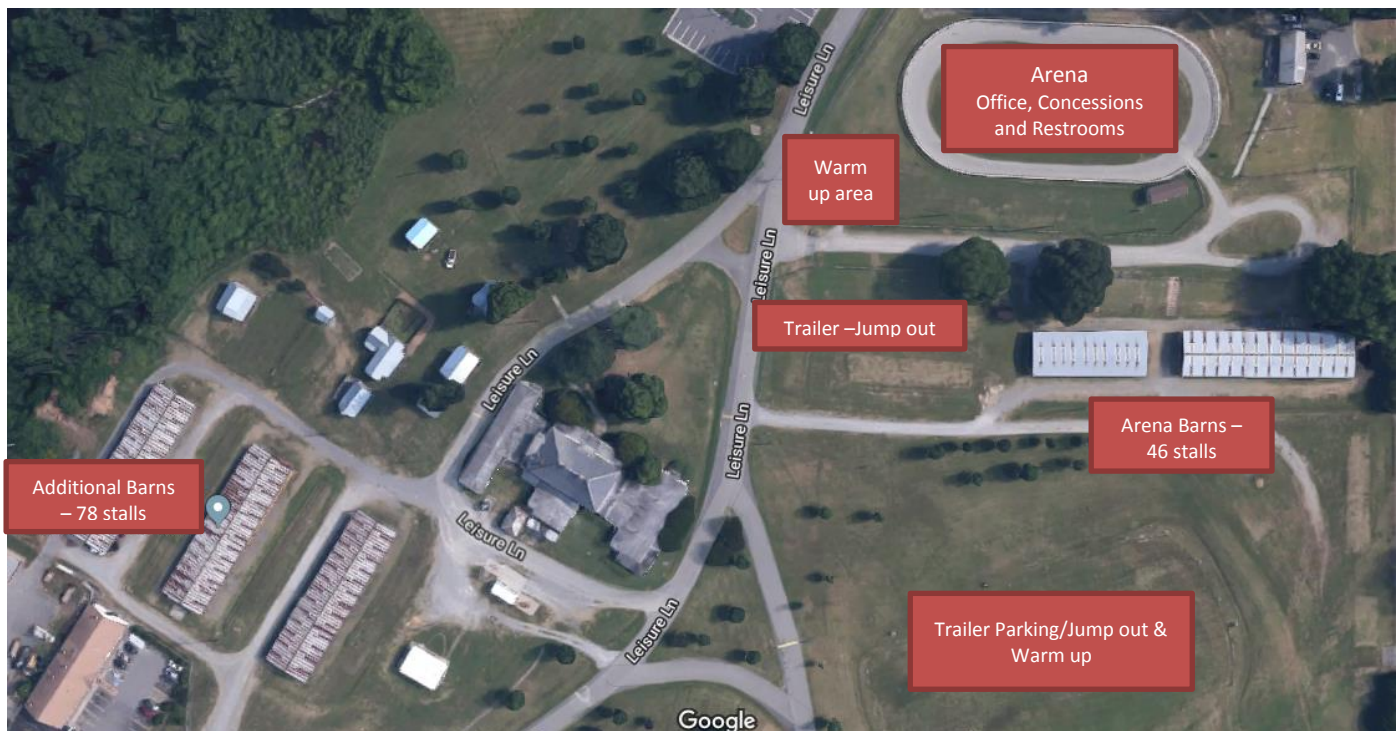 Leisure Ln
Arena
Office, Concessions
and Restrooms
Warm
up area
Leisure Ln
Trailer –Jump out
Leisure Ln
Leisure Ln
Arena Barns –
46 stalls
Additional Barns
– 78 stalls
Leisure Ln
Leisure Ln
Trailer Parking/Jump out &
Warm up
Google